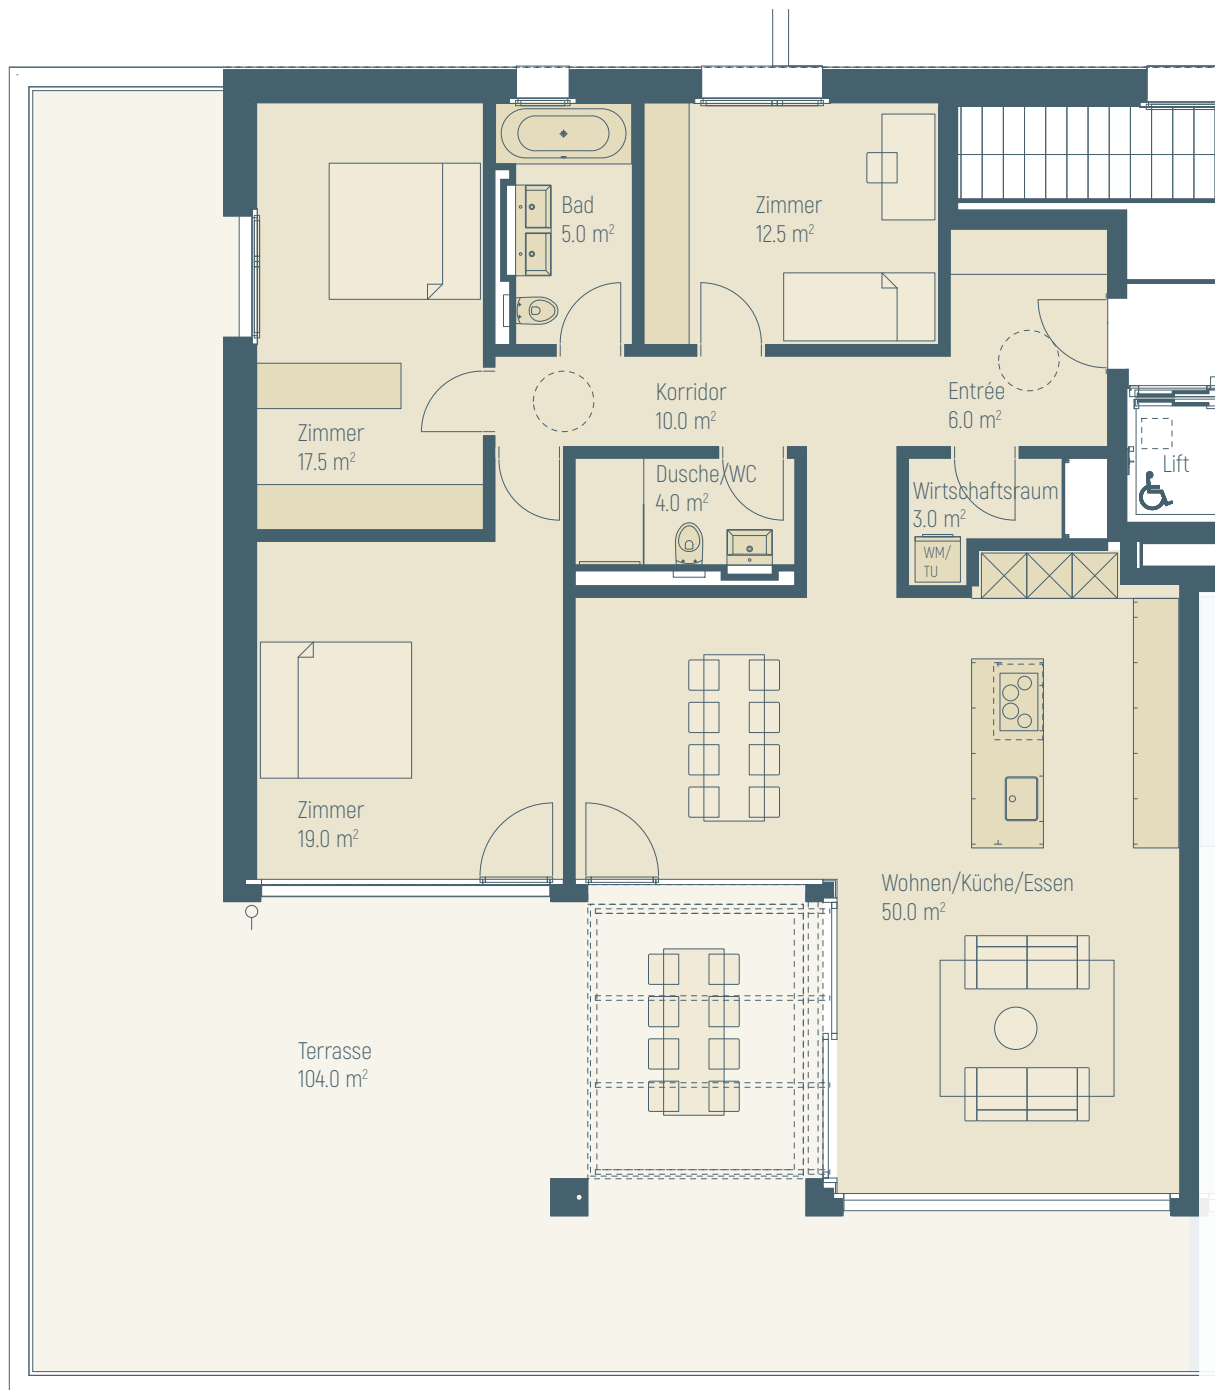 Bad
5.0 m²
Zimmer
12.5 m²
Zimmer
17.5 m²
Korridor
10.0 m²
Entrée
6.0 m²
Dusche/WC
4.0 m²
Wirtschaftsraum
3.0 m²
Lift
WM/
TU
Zimmer
19.0 m²
Wohnen/Küche/Essen
50.0 m²
Terrasse
104.0 m²